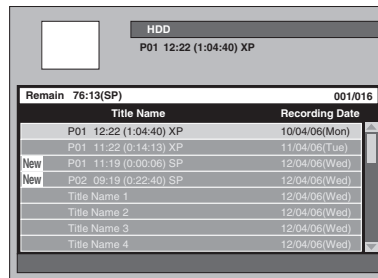 HDD
P01 12:22 (1:04:40) XP
Remain 76:13(SP) 001/016
Title Name Recording Date
P01 12:22 (1:04:40) XP 10/04/06(Mon)
P01 11:22 (0:14:13) XP 11/04/06(Tue)
New P01 11:19 (0:00:06) SP 12/04/06(Wed)
New P02 09:19 (0:22:40) SP 12/04/06(Wed)
Title Name 1 12/04/06(Wed)
Title Name 2 12/04/06(Wed)
Title Name 3 12/04/06(Wed)
Title Name 4 12/04/06(Wed)